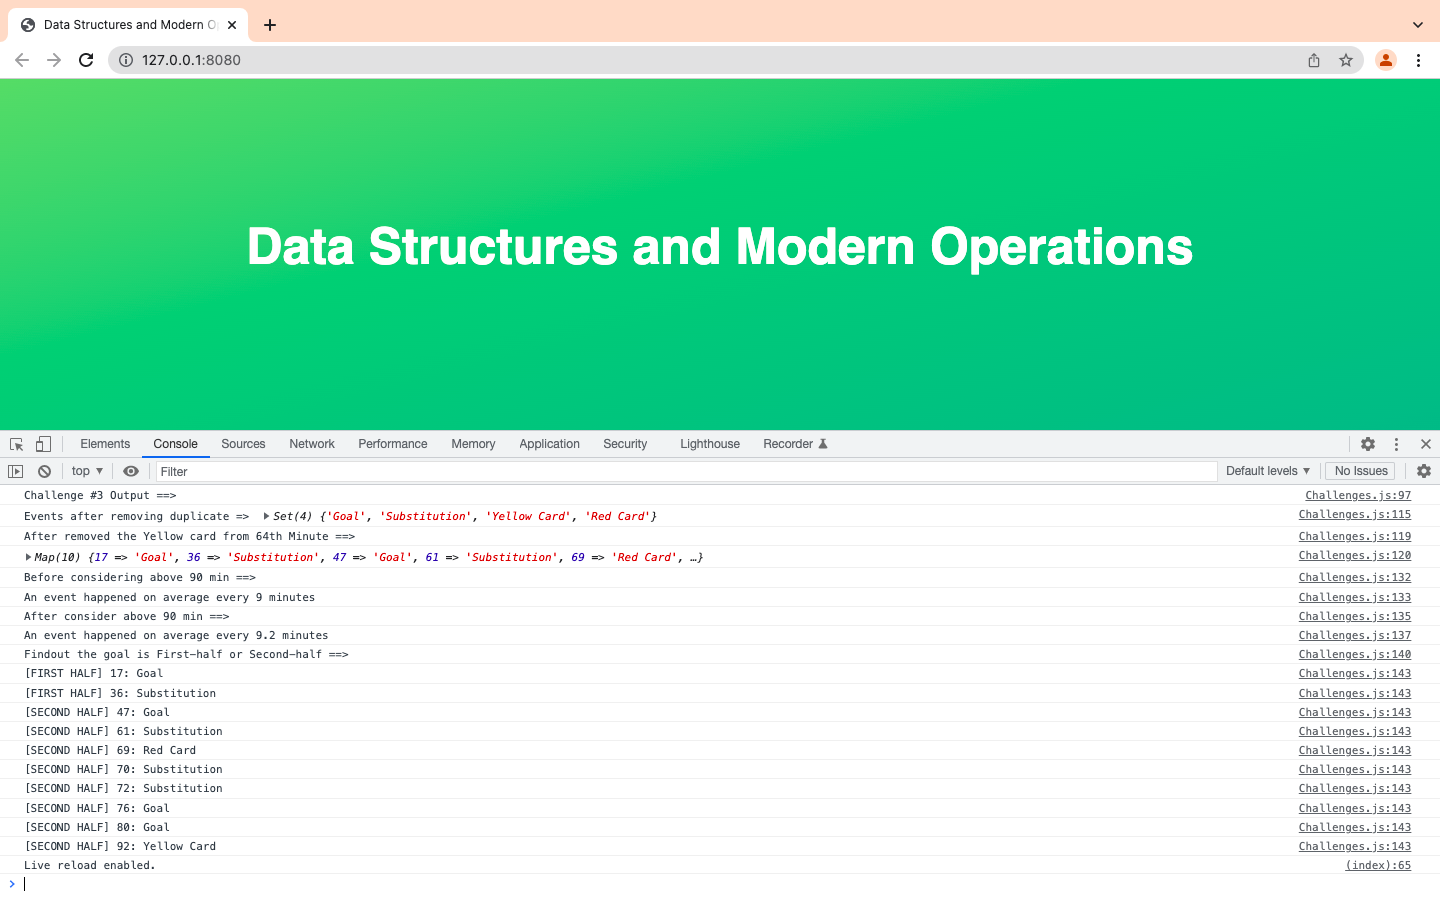 Data Structures and Modern O
127.0.0.1:8080
Data Structures and Modern Operations
Elements Console Sources Network Performance Memory Application Security Lighthouse Recorder
top ▼ Filter Default levels ▼ No Issues
Challenge #3 Output ==> Challenges.js:97
Events after removing duplicate => ▶ Set(4) {'Goal', 'Substitution', 'Yellow Card', 'Red Card'} Challenges.js:115
After removed the Yellow card from 64th Minute ==> Challenges.js:119
▶ Map(10) {17 => 'Goal', 36 => 'Substitution', 47 => 'Goal', 61 => 'Substitution', 69 => 'Red Card', …} Challenges.js:120
Before considering above 90 min ==> Challenges.js:132
An event happened on average every 9 minutes Challenges.js:133
After consider above 90 min ==> Challenges.js:135
An event happened on average every 9.2 minutes Challenges.js:137
Findout the goal is First-half or Second-half ==> Challenges.js:140
[FIRST HALF] 17: Goal Challenges.js:143
[FIRST HALF] 36: Substitution Challenges.js:143
[SECOND HALF] 47: Goal Challenges.js:143
[SECOND HALF] 61: Substitution Challenges.js:143
[SECOND HALF] 69: Red Card Challenges.js:143
[SECOND HALF] 70: Substitution Challenges.js:143
[SECOND HALF] 72: Substitution Challenges.js:143
[SECOND HALF] 76: Goal Challenges.js:143
[SECOND HALF] 80: Goal Challenges.js:143
[SECOND HALF] 92: Yellow Card Challenges.js:143
Live reload enabled. (index):65